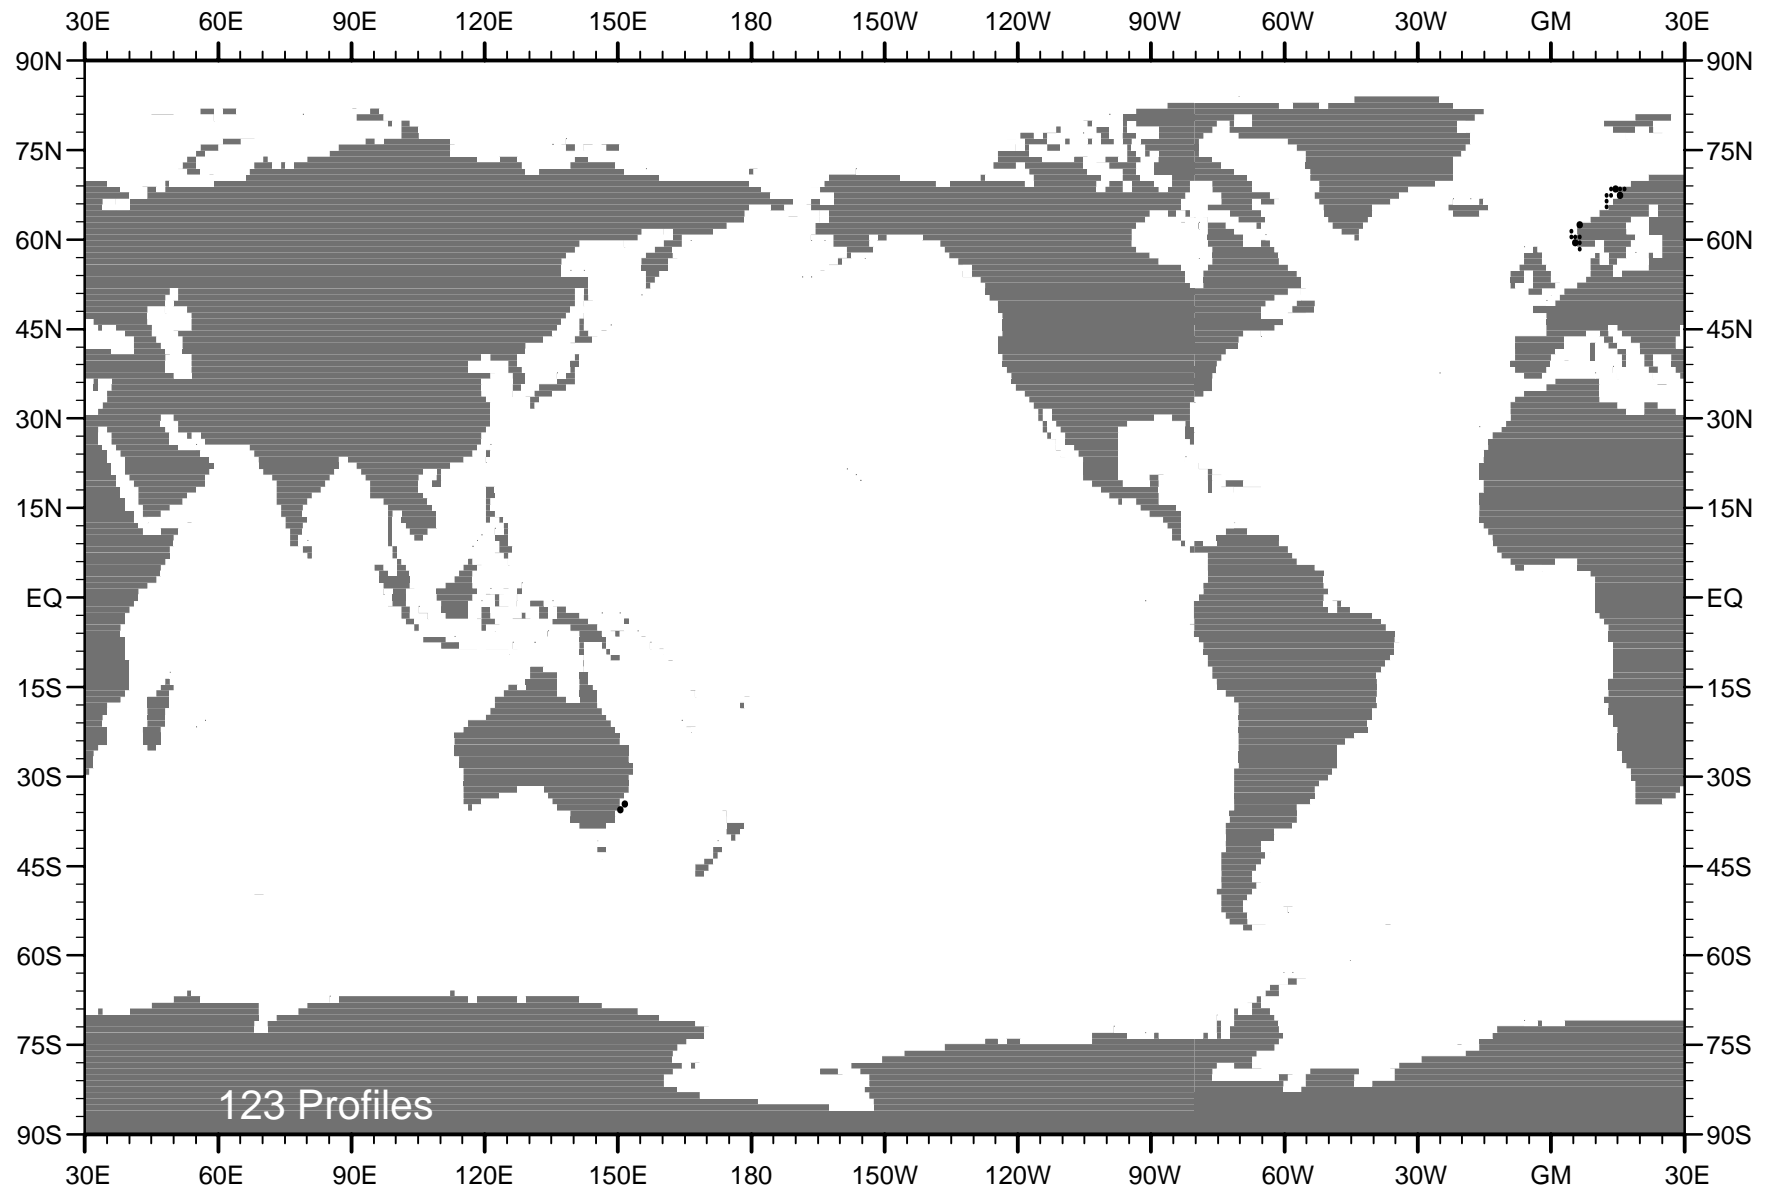 30E 60E 90E 120E 150E 180 150W 120W 90W 60W 30W GM 30E
90N 90N
75N 75N
60N 60N
45N 45N
30N 30N
15N 15N
EQ EQ
15S 15S
30S 30S
45S 45S
60S 60S
75S 75S
123 Profiles
90S 90S
30E 60E 90E 120E 150E 180 150W 120W 90W 60W 30W GM 30E